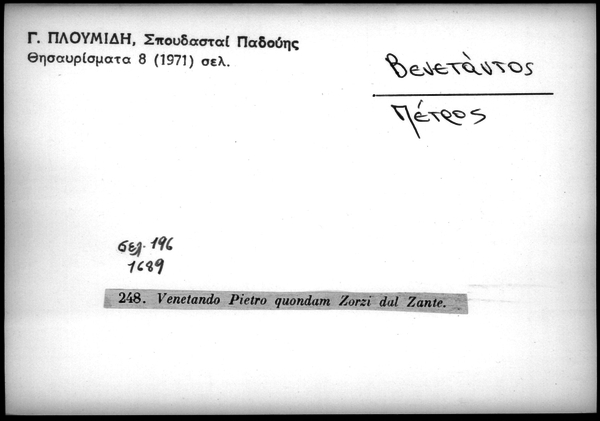 Γ. ΠΛΟΥΜΙΔΗ, Σπουδασταί Παδούης
Θησαυρίσματα 8 (1971) σελ.
Βενετάντος
Πέτρος
σελ. 196
1689
248. Venetando Pietro quondam Zorzi dal Zante.